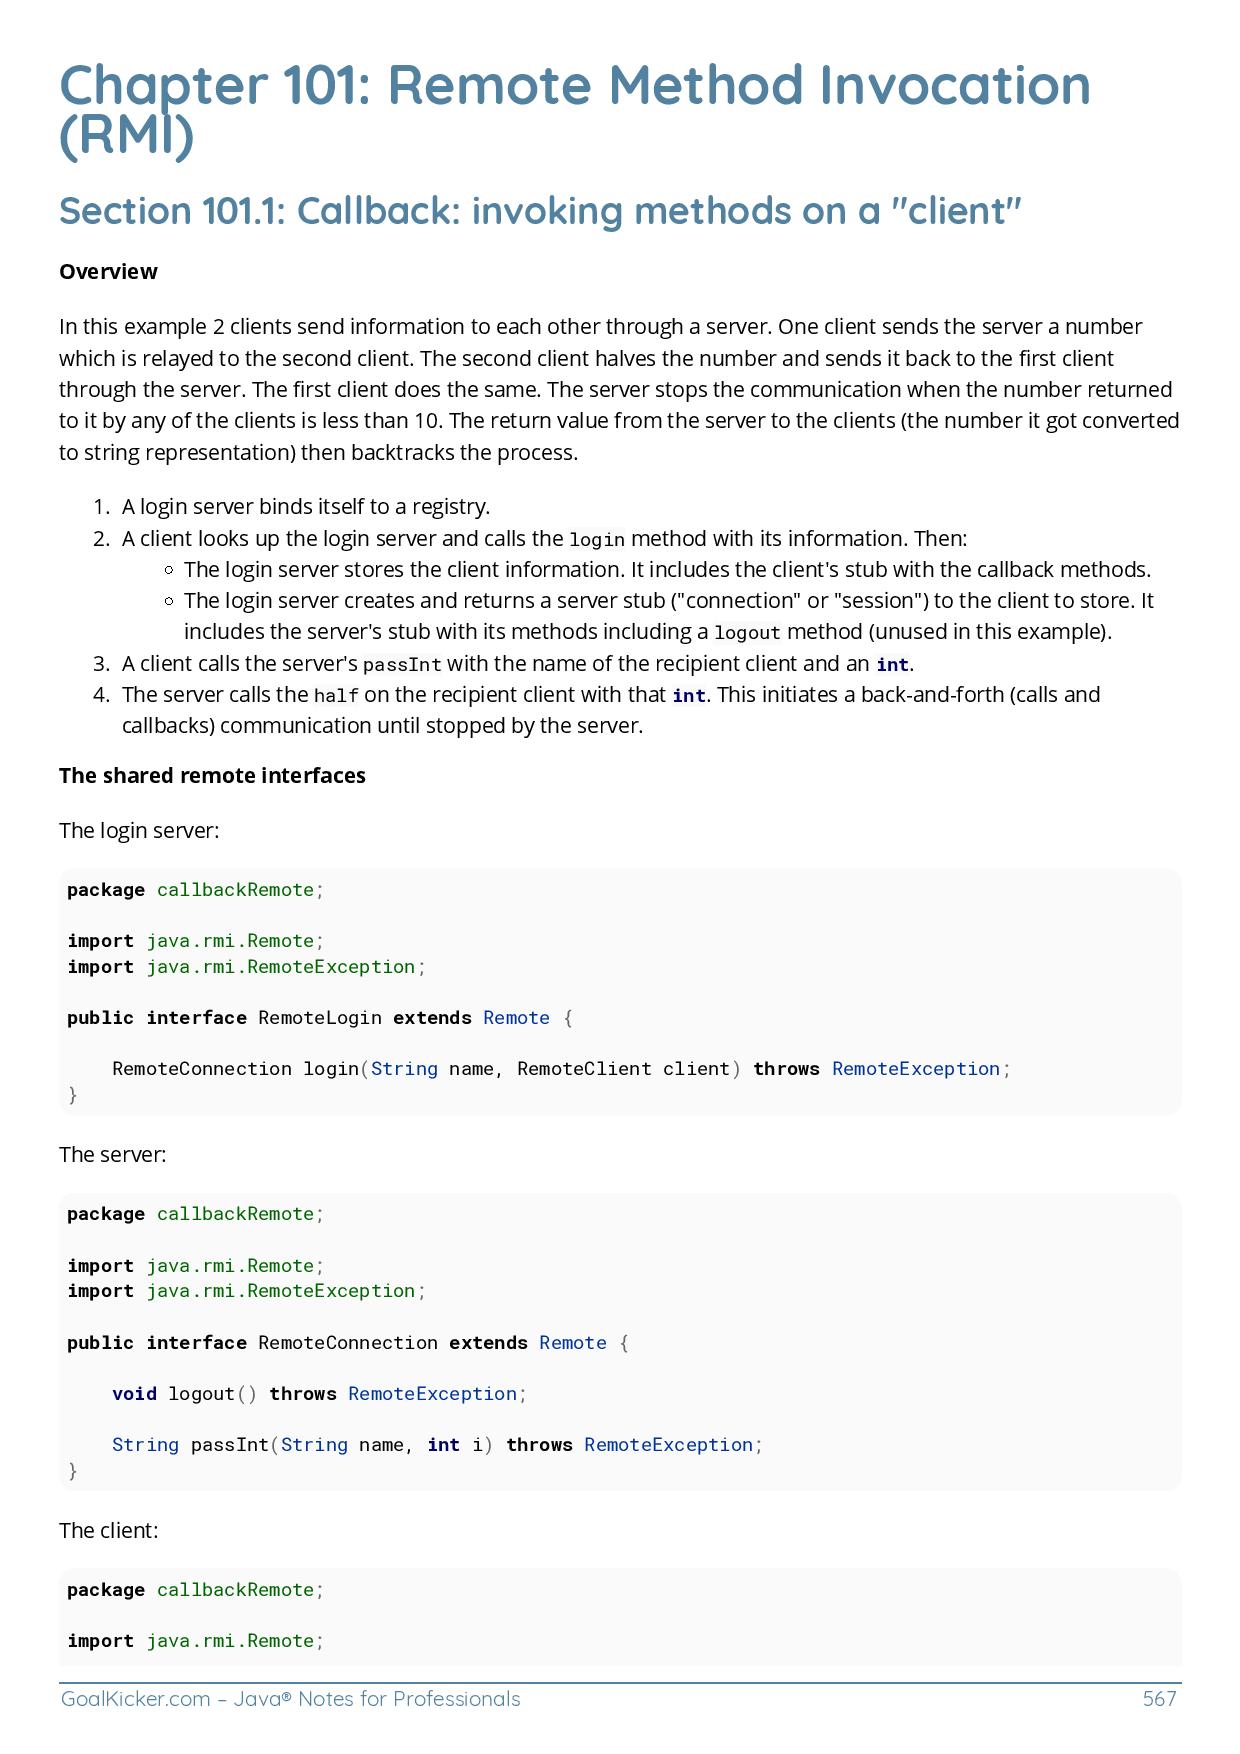 Chapter 101: Remote Method Invocation
(RMI)
Section 101.1: Callback: invoking methods on a "client"
Overview
In this example 2 clients send information to each other through a server. One client sends the server a number
which is relayed to the second client. The second client halves the number and sends it back to the first client
through the server. The first client does the same. The server stops the communication when the number returned
to it by any of the clients is less than 10. The return value from the server to the clients (the number it got converted
to string representation) then backtracks the process.
1. A login server binds itself to a registry.
2. A client looks up the login server and calls the login method with its information. Then:
The login server stores the client information. It includes the client's stub with the callback methods.
The login server creates and returns a server stub ("connection" or "session") to the client to store. It
includes the server's stub with its methods including a logout method (unused in this example).
3. A client calls the server's passInt with the name of the recipient client and an int.
4. The server calls the half on the recipient client with that int. This initiates a back-and-forth (calls and
callbacks) communication until stopped by the server.
The shared remote interfaces
The login server:
package callbackRemote;
import java.rmi.Remote;
import java.rmi.RemoteException;
public interface RemoteLogin extends Remote {
RemoteConnection login(String name, RemoteClient client) throws RemoteException;
}
The server:
package callbackRemote;
import java.rmi.Remote;
import java.rmi.RemoteException;
public interface RemoteConnection extends Remote {
void logout() throws RemoteException;
String passInt(String name, int i) throws RemoteException;
}
The client:
package callbackRemote;
import java.rmi.Remote;
GoalKicker.com – Java® Notes for Professionals 567